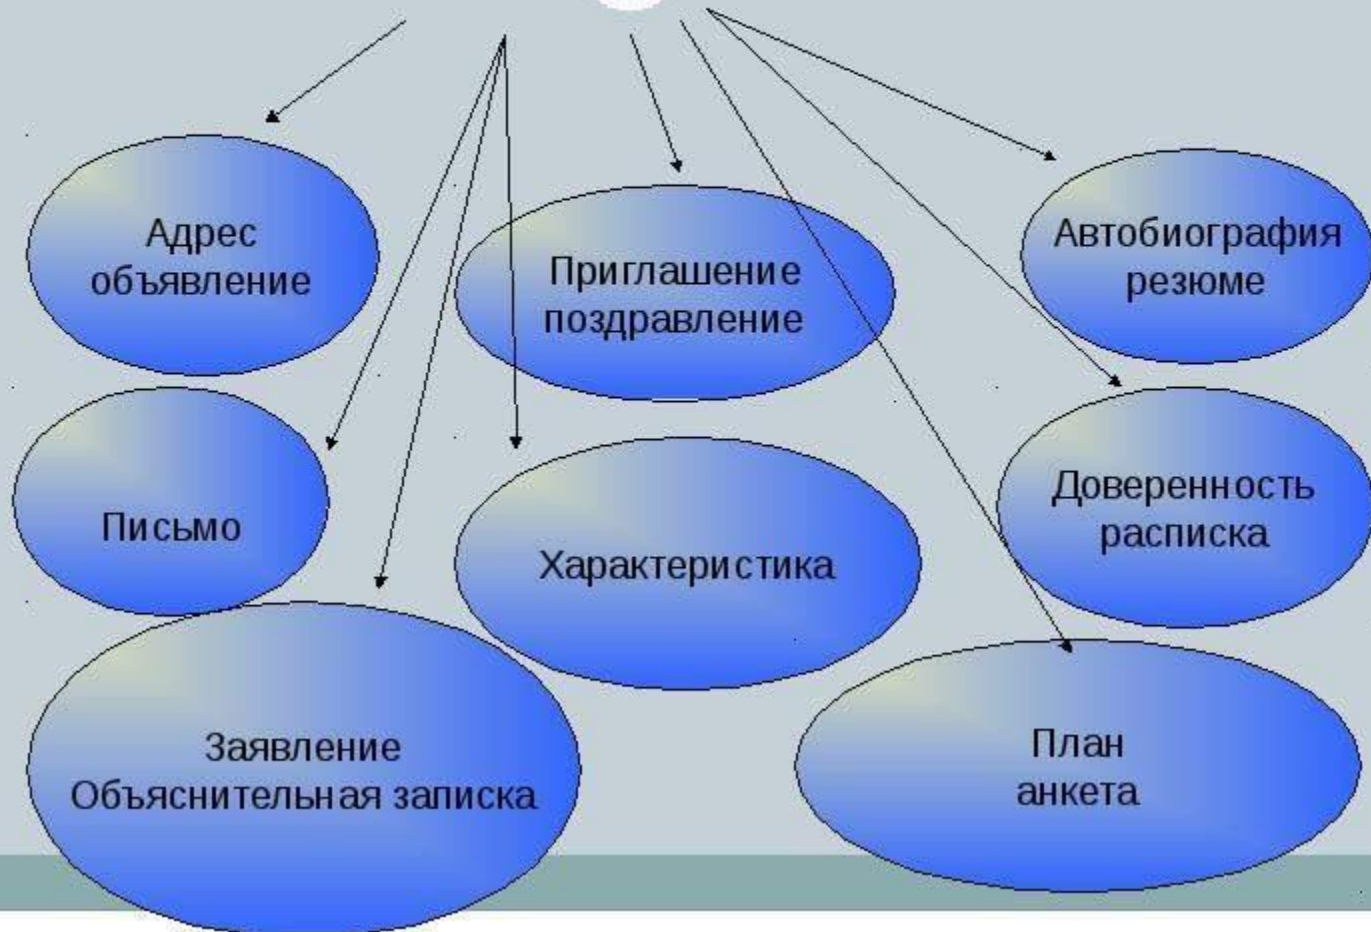 Адрес
объявление
Приглашение
поздравление
Автобиография
резюме
Письмо
Характеристика
Доверенность
расписка
Заявление
Объяснительная записка
План
анкета